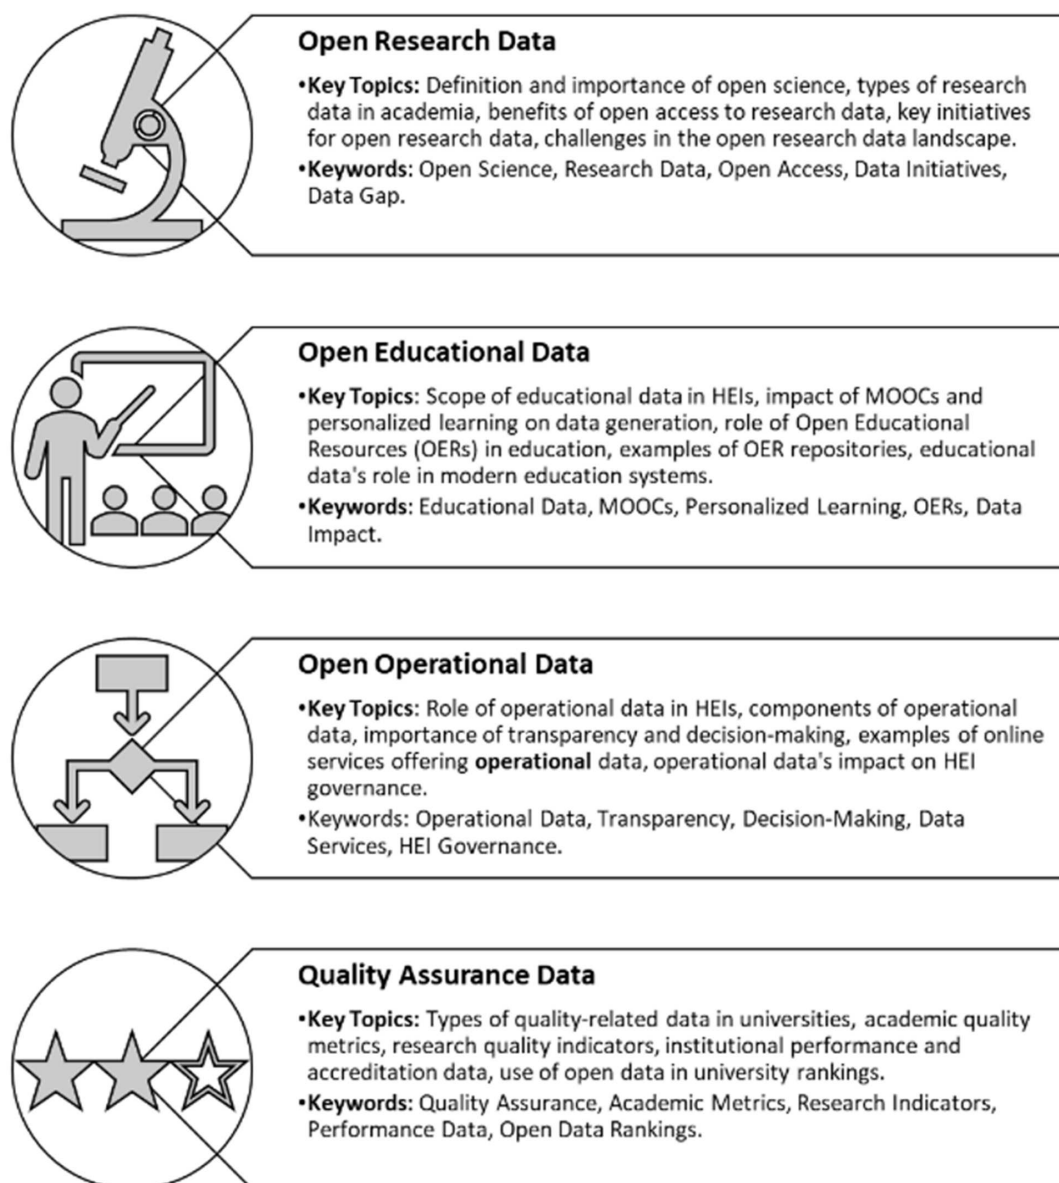 Open Research Data
•Key Topics: Definition and importance of open science, types of research
data in academia, benefits of open access to research data, key initiatives
for open research data, challenges in the open research data landscape.
•Keywords: Open Science, Research Data, Open Access, Data Initiatives,
Data Gap.
Open Educational Data
•Key Topics: Scope of educational data in HEIs, impact of MOOCs and
personalized learning on data generation, role of Open Educational
Resources (OERs) in education, examples of OER repositories, educational
data's role in modern education systems.
•Keywords: Educational Data, MOOCs, Personalized Learning, OERs, Data
Impact.
Open Operational Data
•Key Topics: Role of operational data in HEIs, components of operational
data, importance of transparency and decision-making, examples of online
services offering operational data, operational data's impact on HEI
governance.
•Keywords: Operational Data, Transparency, Decision-Making, Data
Services, HEI Governance.
Quality Assurance Data
•Key Topics: Types of quality-related data in universities, academic quality
metrics, research quality indicators, institutional performance and
accreditation data, use of open data in university rankings.
•Keywords: Quality Assurance, Academic Metrics, Research Indicators,
Performance Data, Open Data Rankings.